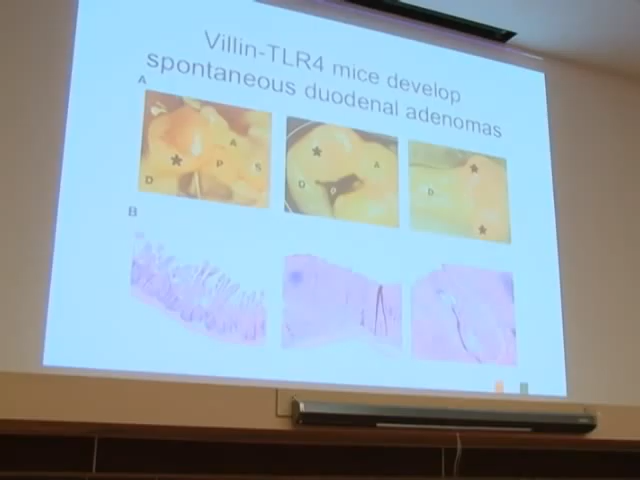 Villin-TLR4 mice develop
spontaneous duodenal adenomas
A
A
P
D
D
A
D
B